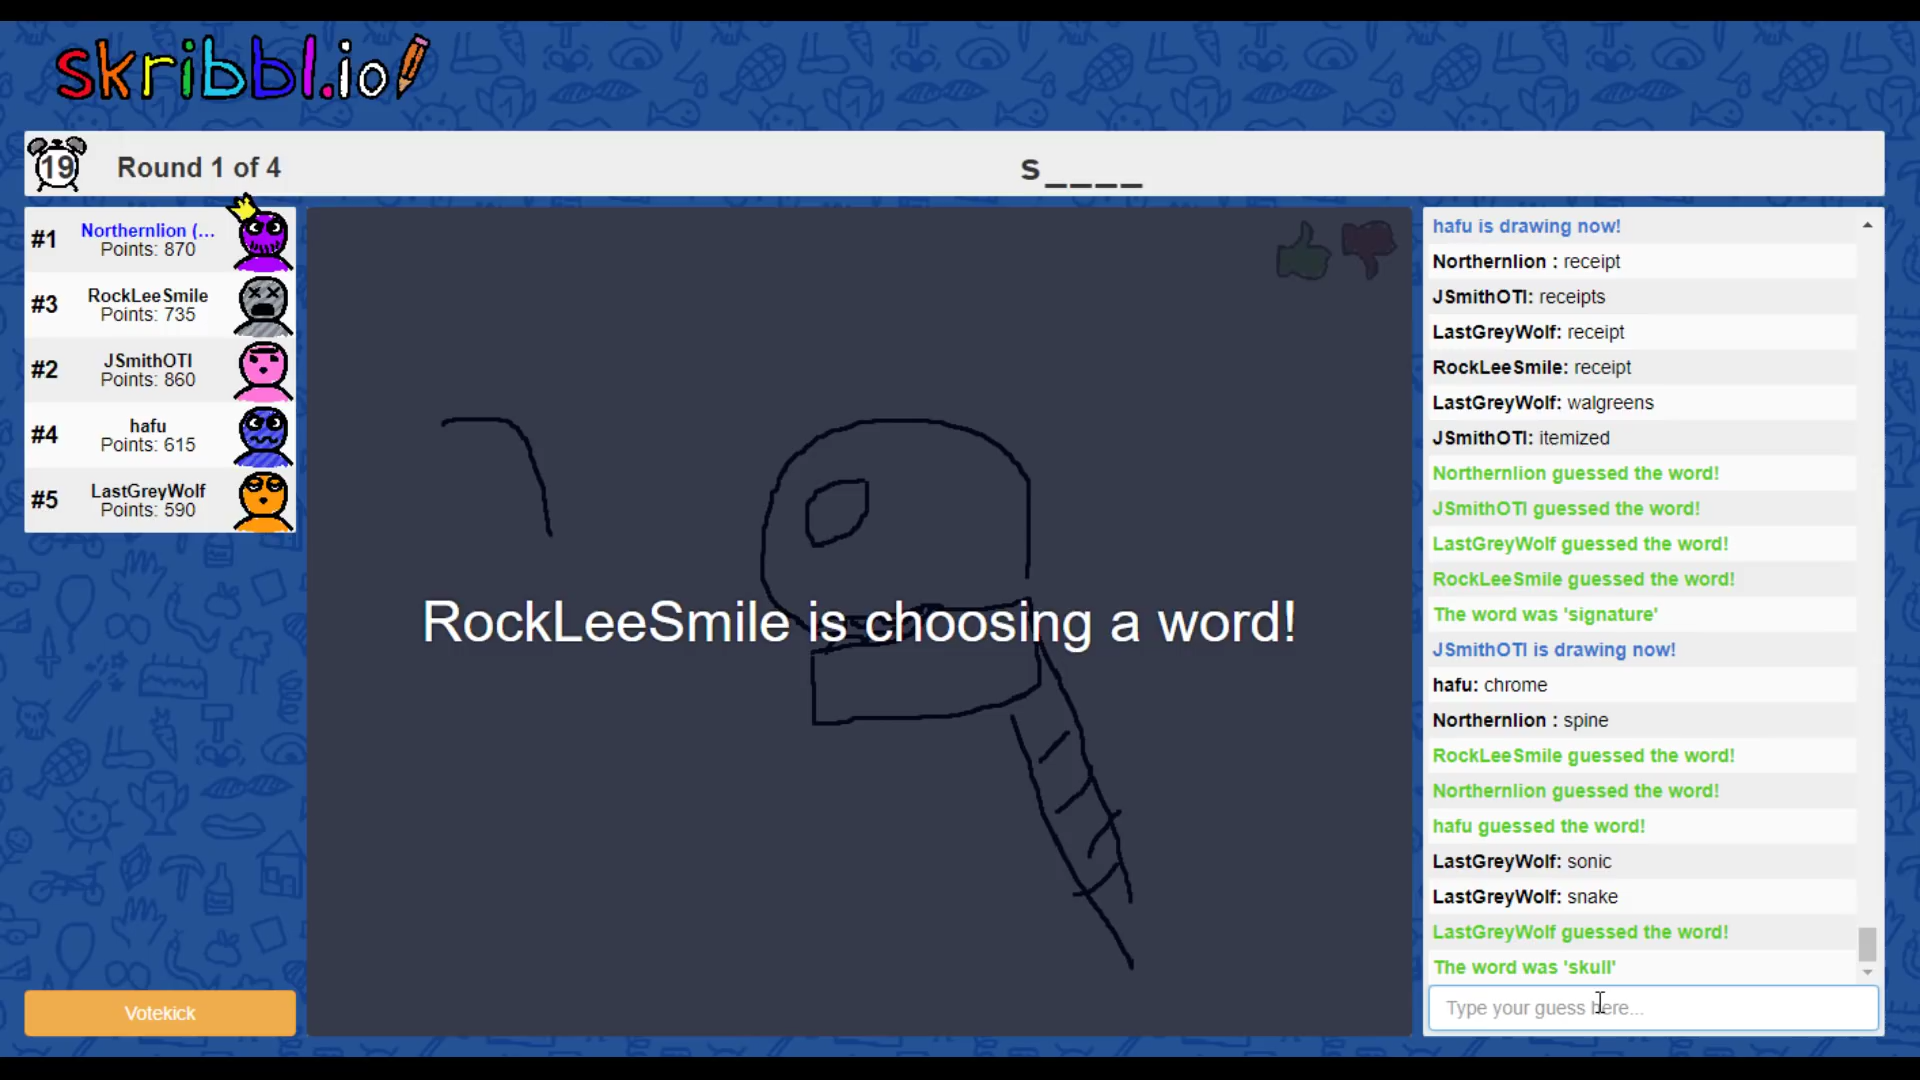 skribbl.io
19
Round 1 of 4
s____
#1
Northernlion (...
Points: 870
#3
RockLeeSmile
Points: 735
#2
JSmithOTI
Points: 860
#4
hafu
Points: 615
#5
LastGreyWolf
Points: 590
Votekick
RockLeeSmile is choosing a word!
hafu is drawing now!
Northernlion : receipt
JSmithOTI: receipts
LastGreyWolf: receipt
RockLeeSmile: receipt
LastGreyWolf: walgreens
JSmithOTI: itemized
Northernlion guessed the word!
JSmithOTI guessed the word!
LastGreyWolf guessed the word!
RockLeeSmile guessed the word!
The word was 'signature'
JSmithOTI is drawing now!
hafu: chrome
Northernlion : spine
RockLeeSmile guessed the word!
Northernlion guessed the word!
hafu guessed the word!
LastGreyWolf: sonic
LastGreyWolf: snake
LastGreyWolf guessed the word!
The word was 'skull'
Type your guess here...